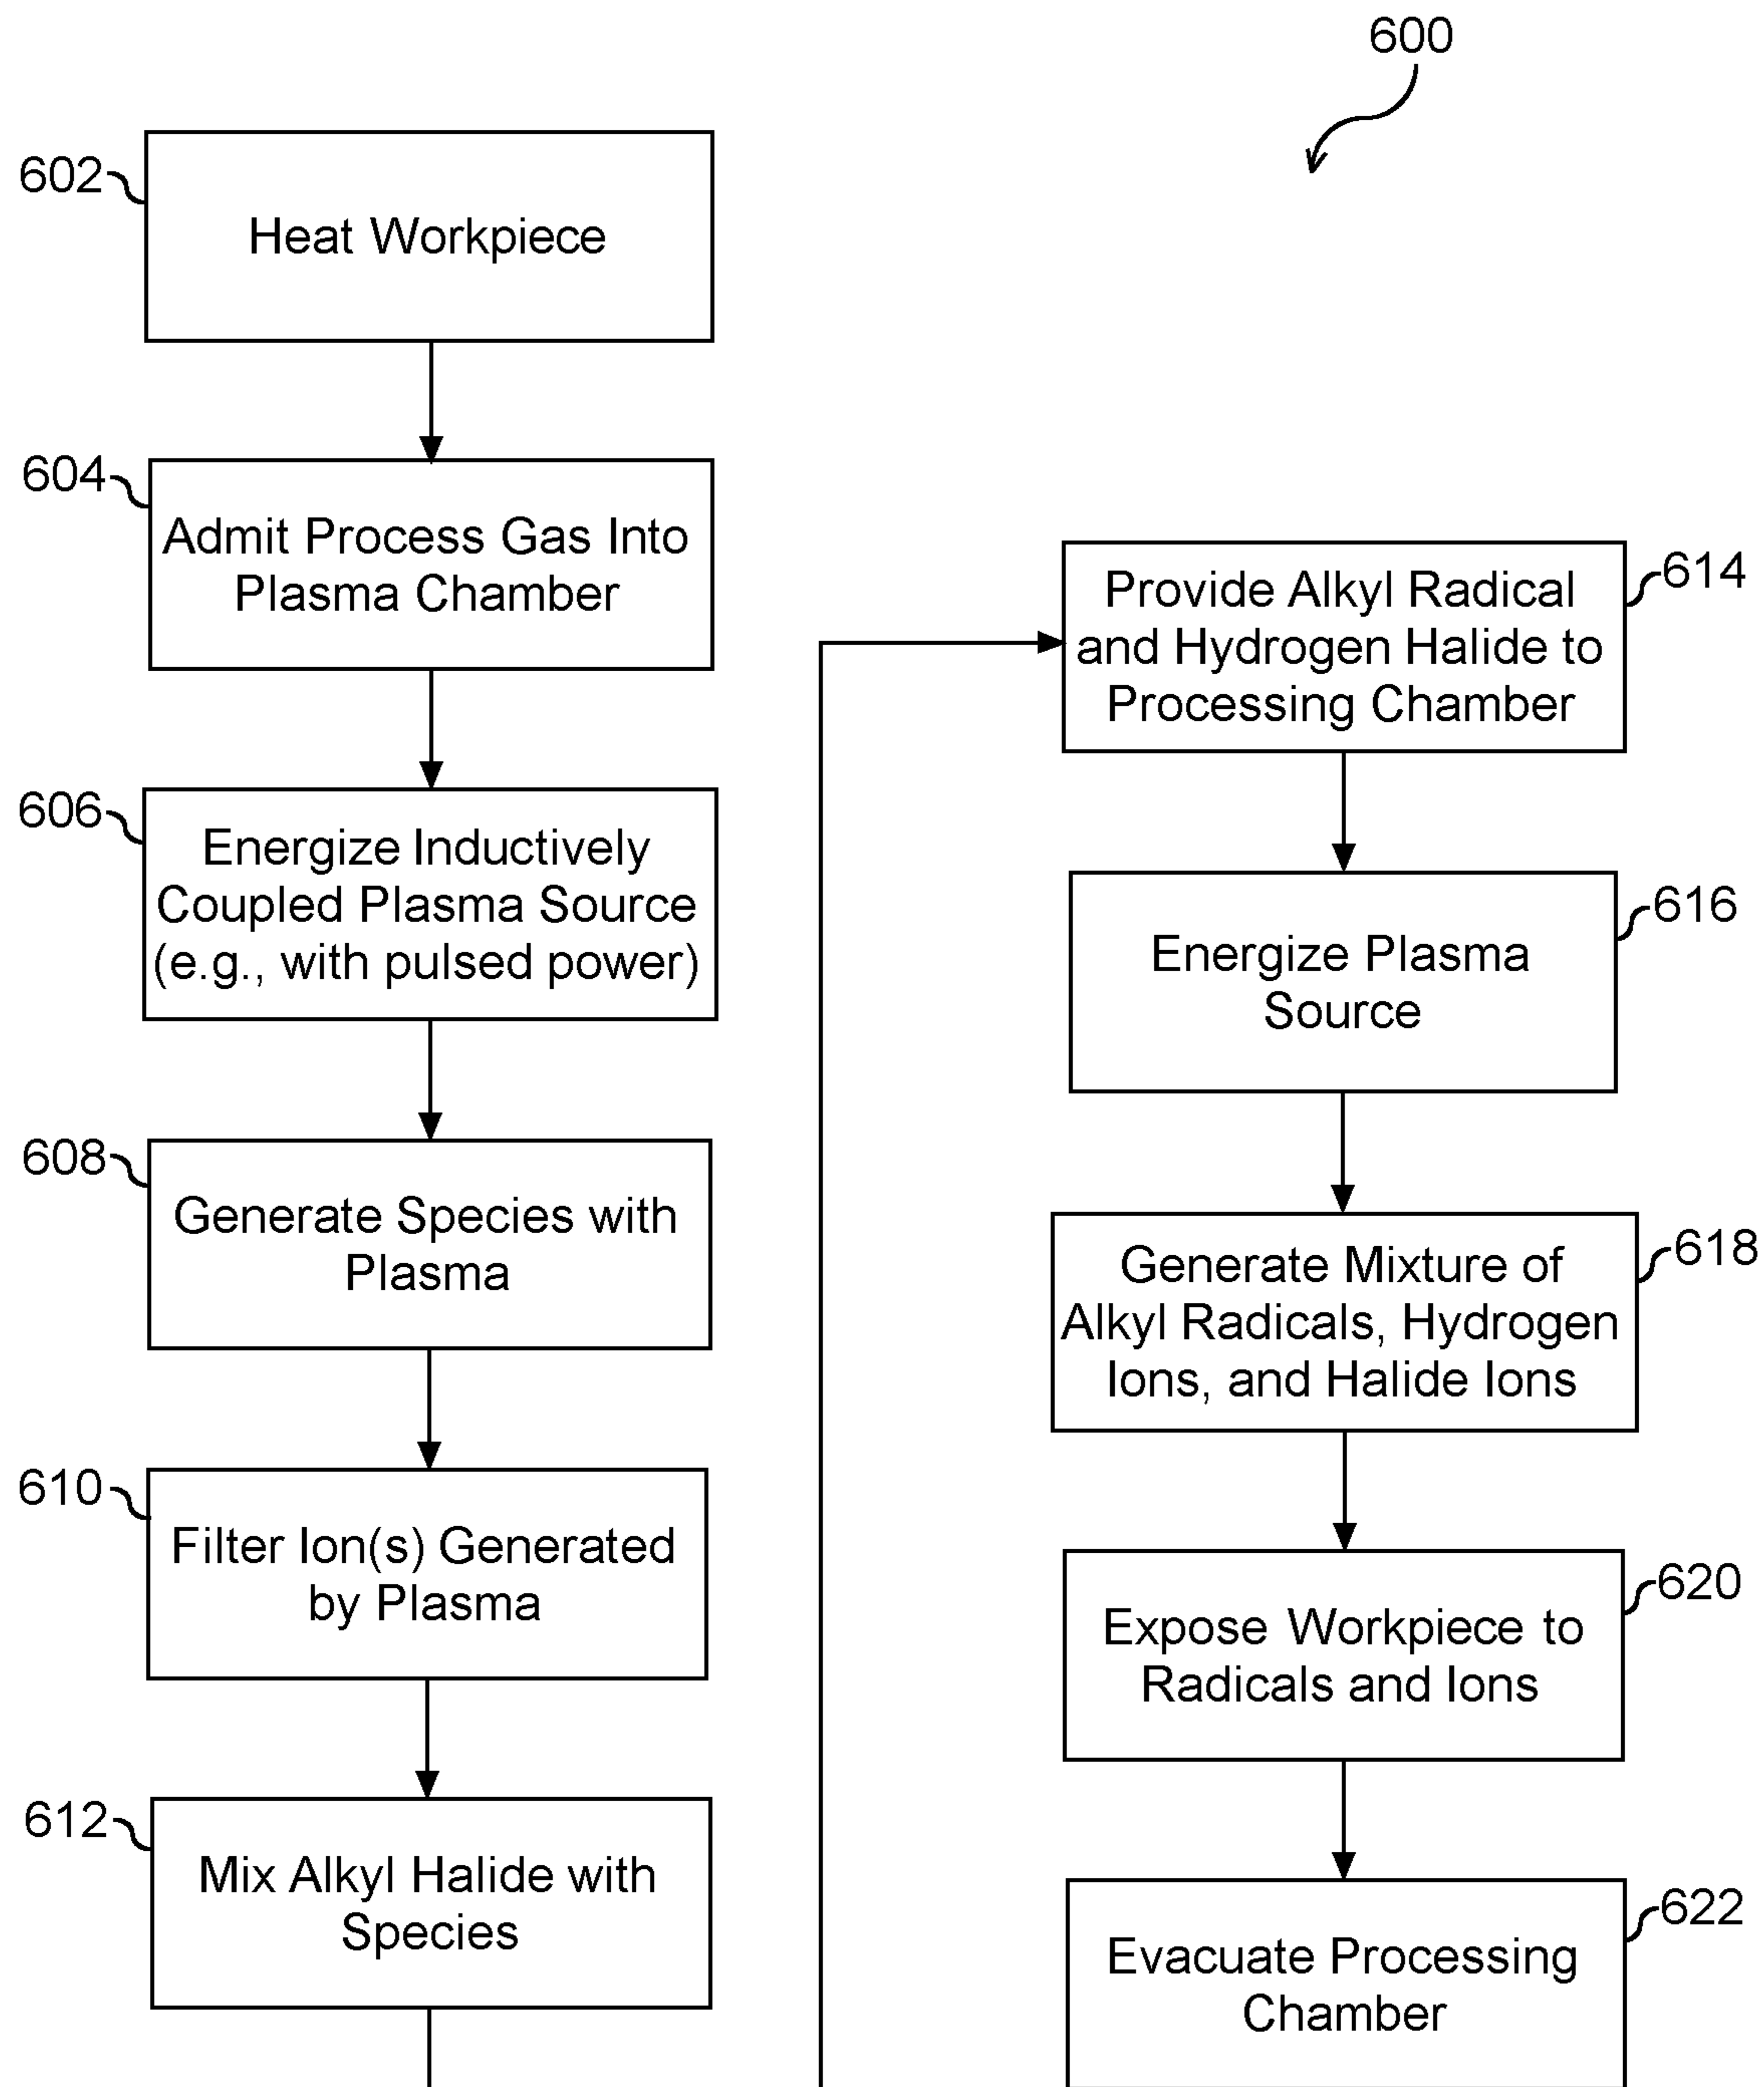 600
602
Heat Workpiece
604
Admit Process Gas Into
Plasma Chamber
606
Energize Inductively
Coupled Plasma Source
(e.g., with pulsed power)
608
Generate Species with
Plasma
610
Filter Ion(s) Generated
by Plasma
612
Mix Alkyl Halide with
Species
614
Provide Alkyl Radical
and Hydrogen Halide to
Processing Chamber
616
Energize Plasma
Source
618
Generate Mixture of
Alkyl Radicals, Hydrogen
Ions, and Halide Ions
620
Expose Workpiece to
Radicals and Ions
622
Evacuate Processing
Chamber